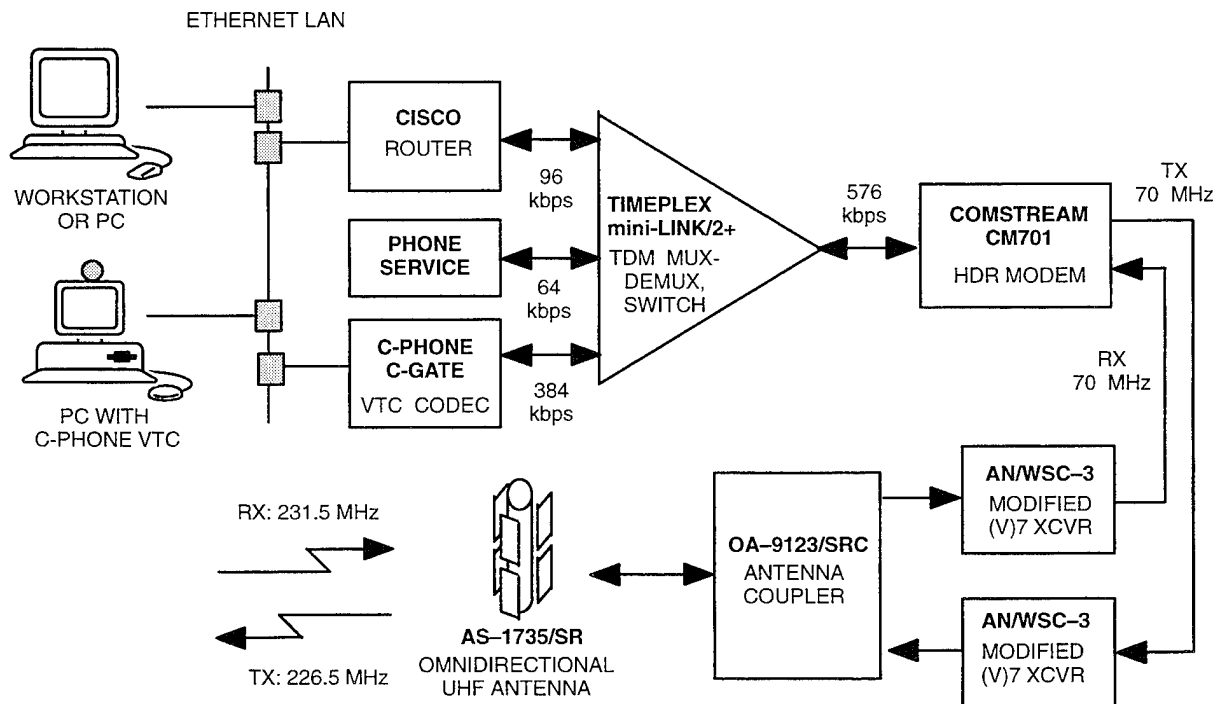 ETHERNET LAN
WORKSTATION
OR PC
PC WITH
C-PHONE VTC
CISCO
ROUTER
PHONE
SERVICE
C-PHONE
C-GATE
VTC CODEC
96
kbps
64
kbps
384
kbps
TIMEPLEX
mini-LINK/2+
TDM MUX-
DEMUX,
SWITCH
576
kbps
COMSTREAM
CM701
HDR MODEM
TX
70 MHz
RX
70 MHz
AN/WSC–3
MODIFIED
(V)7 XCVR
AN/WSC–3
MODIFIED
(V)7 XCVR
OA–9123/SRC
ANTENNA
COUPLER
RX: 231.5 MHz
TX: 226.5 MHz
AS–1735/SR
OMNIDIRECTIONAL
UHF ANTENNA